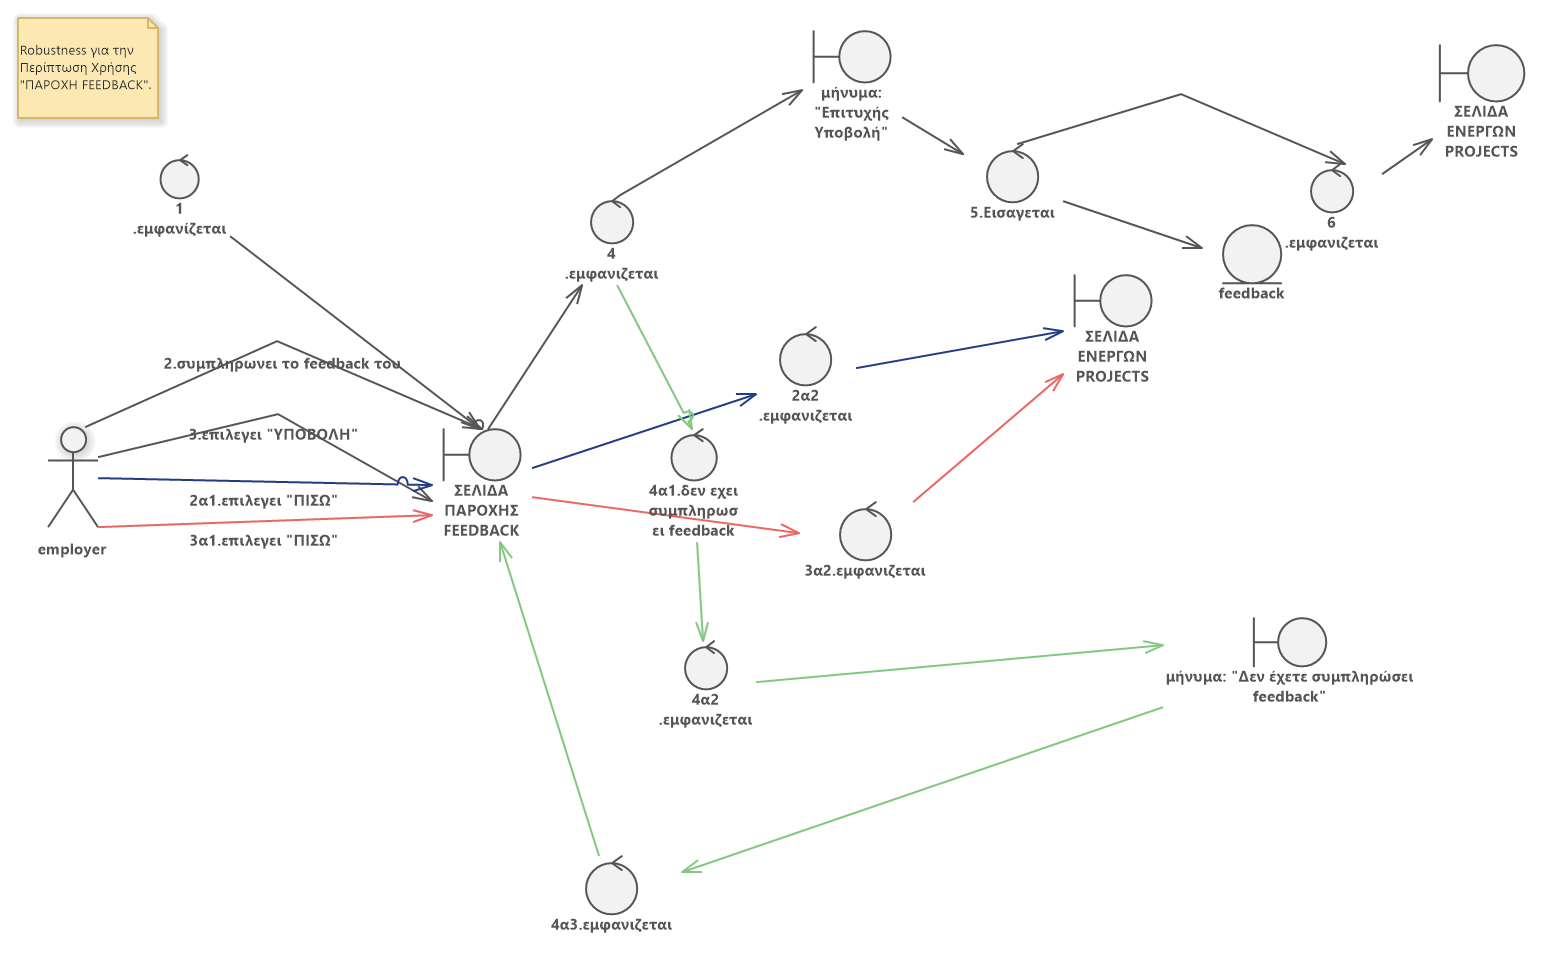 Robustness για την
Περίπτωση Χρήσης
"ΠΑΡΟΧΗ FEEDBACK".
μήνυμα:
"Επιτυχής
Υποβολή"
ΣΕΛΙΔΑ
ΕΝΕΡΓΩΝ
PROJECTS
1
.εμφανίζεται
5.Εισαγεται
6
.εμφανιζεται
4
.εμφανιζεται
feedback
2.συμπληρωνει το feedback του
ΣΕΛΙΔΑ
ΕΝΕΡΓΩΝ
PROJECTS
2α2
.εμφανιζεται
3.επιλεγει "ΥΠΟΒΟΛΗ"
ΣΕΛΙΔΑ
ΠΑΡΟΧΗΣ
FEEDBACK
4α1.δεν εχει
συμπληρωσ
ει feedback
2α1.επιλεγει "ΠΙΣΩ"
3α1.επιλεγει "ΠΙΣΩ"
employer
3α2.εμφανιζεται
4α2
.εμφανιζεται
μήνυμα: "Δεν έχετε συμπληρώσει
feedback"
4α3.εμφανιζεται